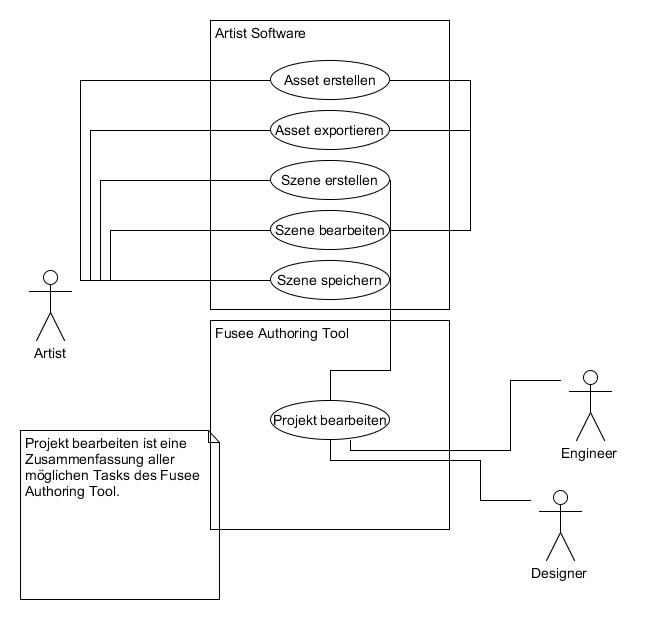 Artist Software
Asset erstellen
Asset exportieren
Szene erstellen
Szene bearbeiten
Szene speichern
Artist
Fusee Authoring Tool
Projekt bearbeiten
Engineer
Projekt bearbeiten ist eine
Zusammenfassung aller
möglichen Tasks des Fusee
Authoring Tool.
Designer